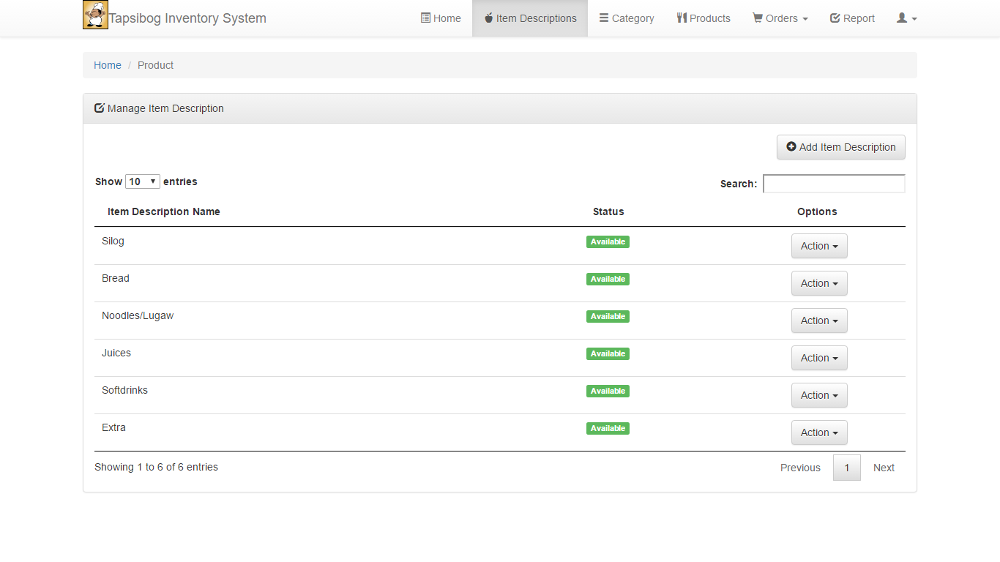 Tapsibog Inventory System Home Item Descriptions Category Products Orders Report
Home / Product
Manage Item Description
Add Item Description
Show 10 entries Search:
Item Description Name Status Options
Silog Available Action
Bread Available Action
Noodles/Lugaw Available Action
Juices Available Action
Softdrinks Available Action
Extra Available Action
Showing 1 to 6 of 6 entries Previous 1 Next